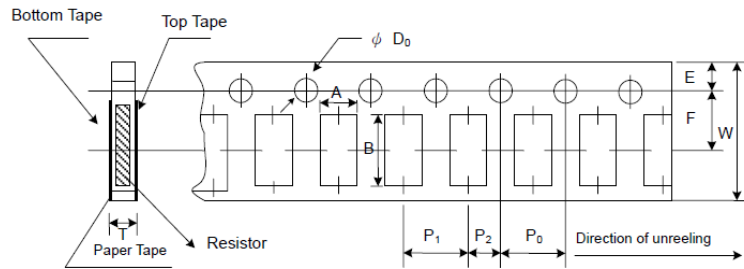 Bottom Tape
Top Tape
ϕ D₀
A
E
F
W
B
T
Paper Tape
Resistor
P₁
P₂
P₀
Direction of unreeling